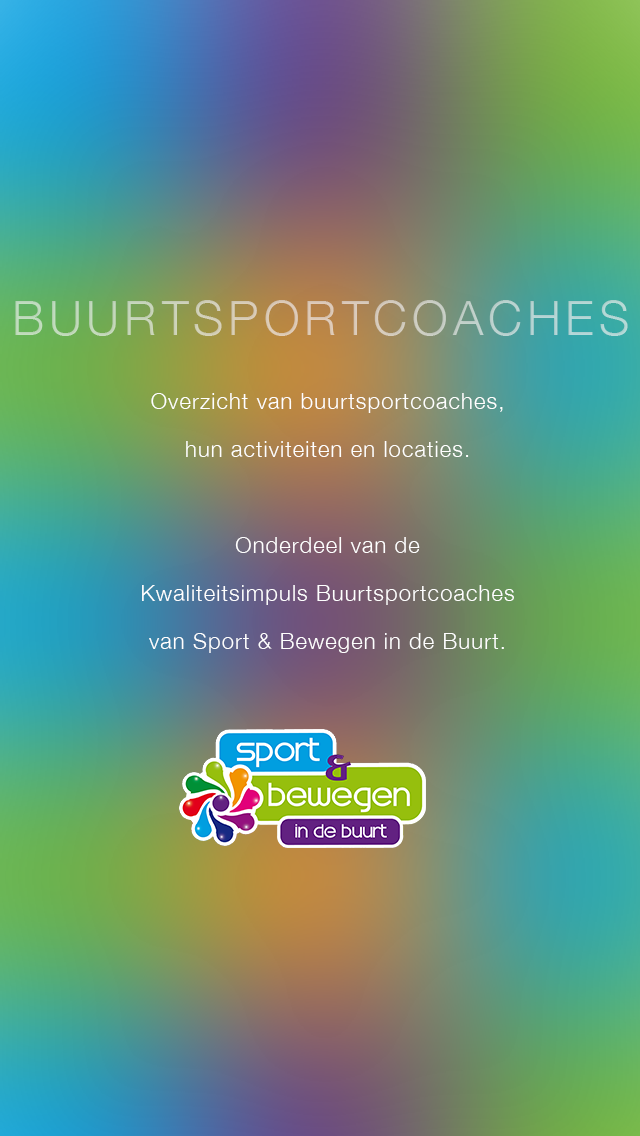 BUURTSPORTCOACHES
Overzicht van buurtsportcoaches,
hun activiteiten en locaties.
Onderdeel van de
Kwaliteitsimpuls Buurtsportcoaches
van Sport & Bewegen in de Buurt.
sport
&
bewegen
in de buurt